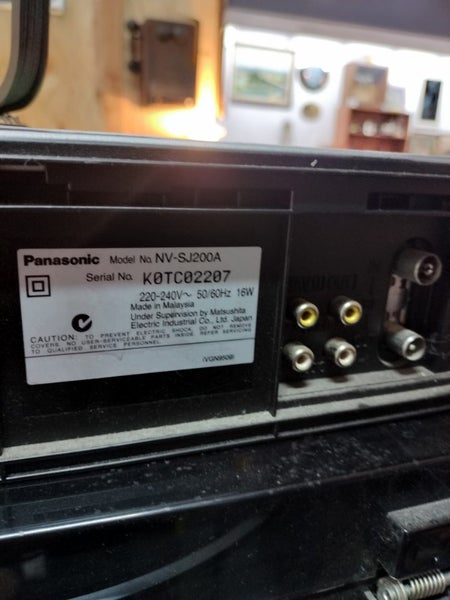 Panasonic Model No. NV-SJ200A
Serial No. K0TC02207
220-240V~ 50/60Hz 16W
Made in Malaysia
Under Supervision by Matsushita
Electric Industrial Co., Ltd. Japan
CAUTION: TO PREVENT ELECTRIC SHOCK, DO NOT REMOVE
COVERS. NO USER-SERVICEABLE PARTS INSIDE. REFER SERVICING
TO QUALIFIED SERVICE PERSONNEL.